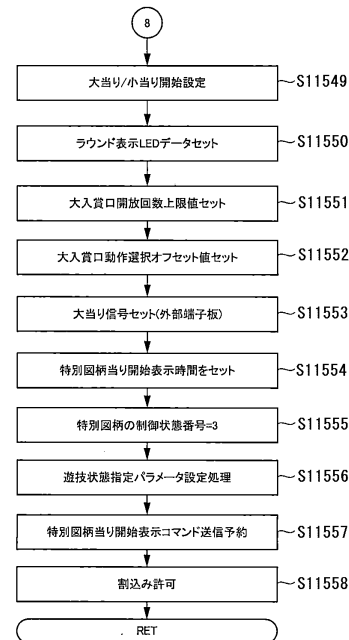 8
大当り/小当り開始設定 S11549
ラウンド表示LEDデータセット S11550
大入賞口開放回数上限値セット S11551
大入賞口動作選択オフセット値セット S11552
大当り信号セット(外部端子板) S11553
特別図柄当り開始表示時間をセット S11554
特別図柄の制御状態番号=3 S11555
遊技状態指定パラメータ設定処理 S11556
特別図柄当り開始表示コマンド送信予約 S11557
割込み許可 S11558
RET